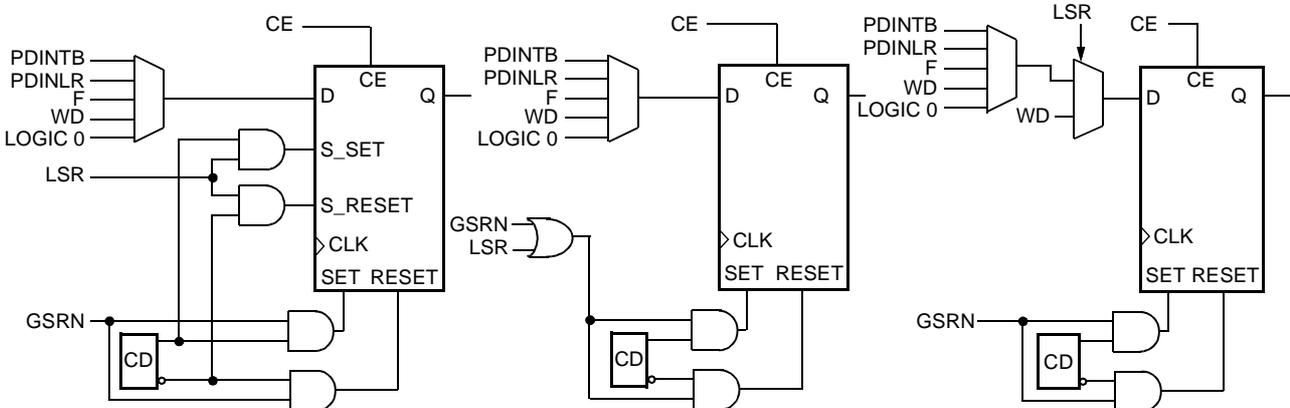 CE
PDINTB
PDINLR
F
WD
LOGIC 0
CE
D
Q
S_SET
LSR
S_RESET
CLK
SET RESET
GSRN
CD
CE
PDINTB
PDINLR
F
WD
LOGIC 0
CE
D
Q
GSRN
LSR
CLK
SET RESET
CD
LSR
CE
PDINTB
PDINLR
F
WD
LOGIC 0
WD
CE
D
Q
CLK
SET RESET
GSRN
CD